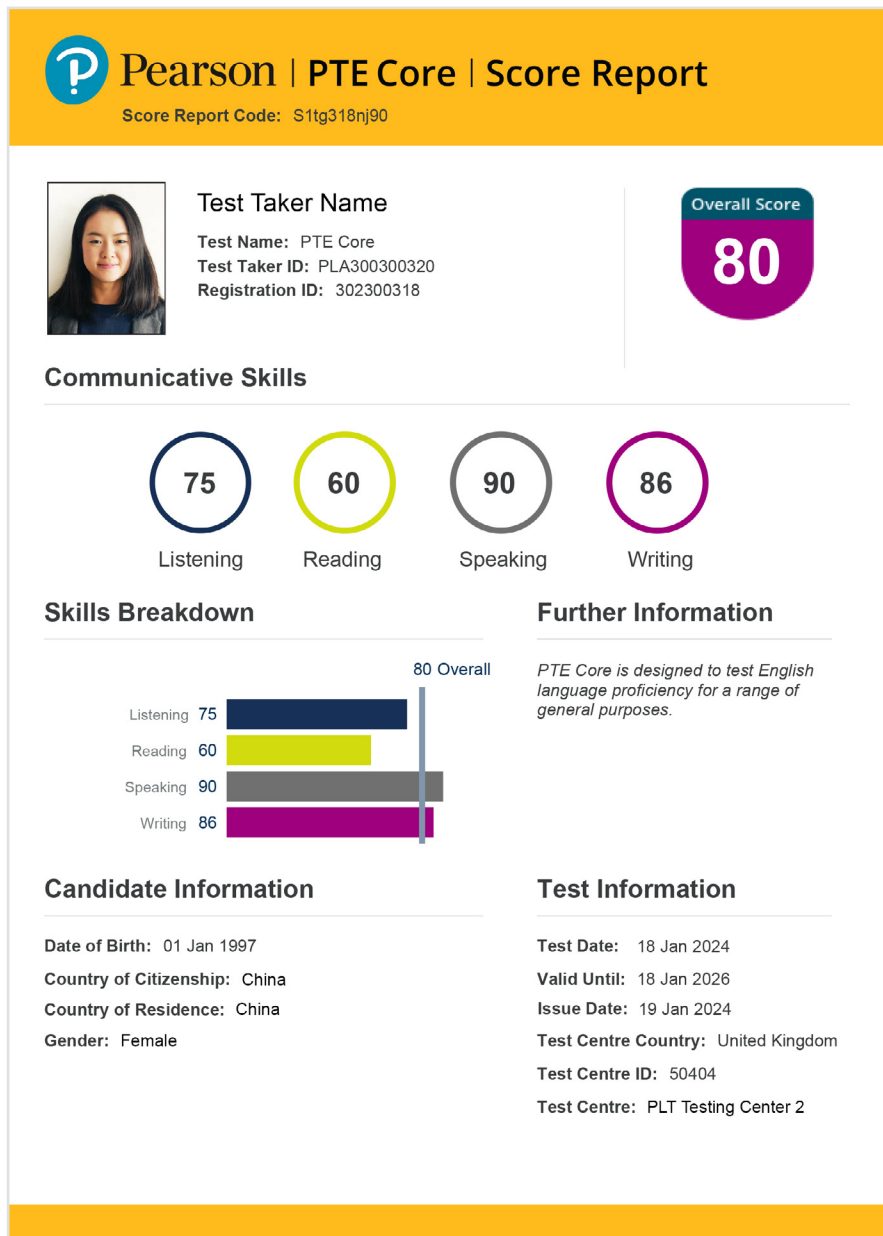 Pearson | PTE Core | Score Report
Score Report Code: S1tg318nj90
Test Taker Name
Test Name: PTE Core
Test Taker ID: PLA300300320
Registration ID: 302300318
Overall Score
80
Communicative Skills
75 60 90 86
Listening Reading Speaking Writing
Skills Breakdown
80 Overall
Listening 75
Reading 60
Speaking 90
Writing 86
Further Information
PTE Core is designed to test English
language proficiency for a range of
general purposes.
Candidate Information
Date of Birth: 01 Jan 1997
Country of Citizenship: China
Country of Residence: China
Gender: Female
Test Information
Test Date: 18 Jan 2024
Valid Until: 18 Jan 2026
Issue Date: 19 Jan 2024
Test Centre Country: United Kingdom
Test Centre ID: 50404
Test Centre: PLT Testing Center 2